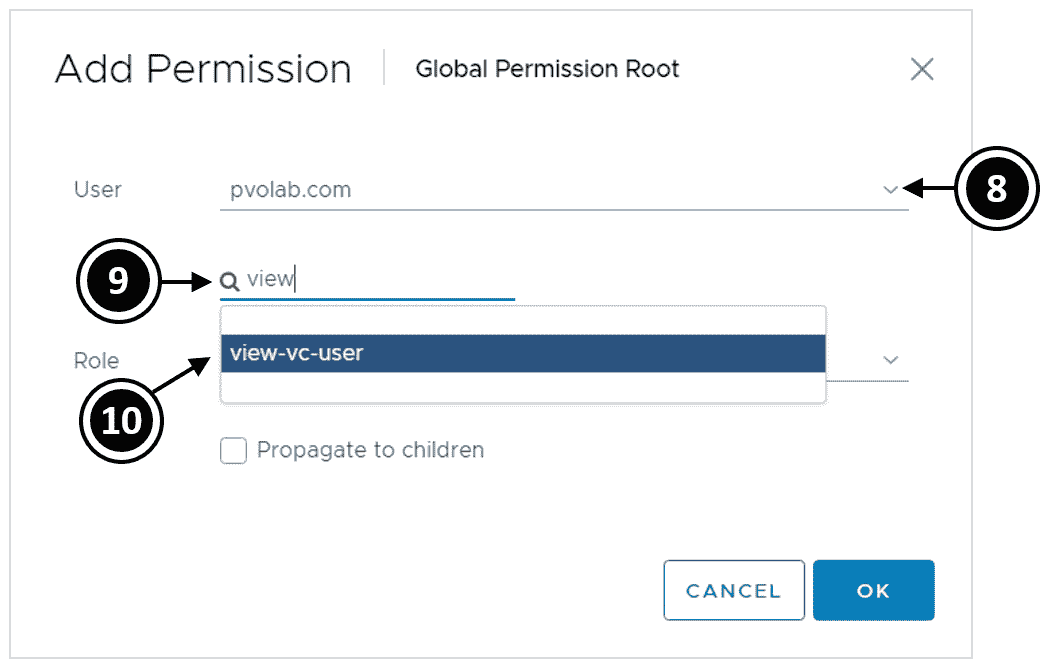 Add Permission Global Permission Root
User pvolab.com 8
9 view
view-vc-user
Role
10
Propagate to children
CANCEL OK